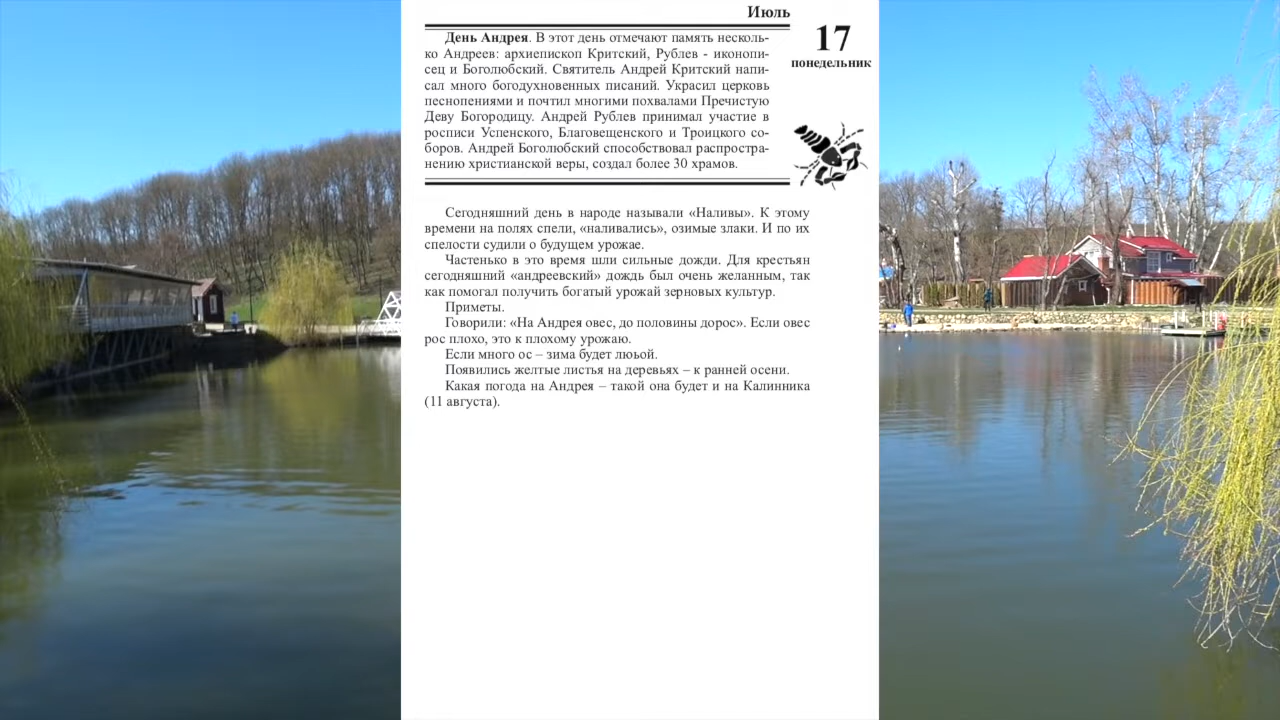 Июль
17
понедельник
День Андрея. В этот день отмечают память несколь-
ко Андреев: архиепископ Критский, Рублев - иконопи-
сец и Боголюбский. Святитель Андрей Критский напи-
сал много богодухновенных писаний. Украсил церковь
песнопениями и почтил многими похвалами Пречистую
Деву Богородицу. Андрей Рублев принимал участие в
росписи Успенского, Благовещенского и Троицкого со-
боров. Андрей Боголюбский способствовал распростра-
нению христианской веры, создал более 30 храмов.
Сегодняшний день в народе называли «Наливы». К этому
времени на полях спели, «наливались», озимые злаки. И по их
спелости судили о будущем урожае.
Частенько в это время шли сильные дожди. Для крестьян
сегодняшний «андреевский» дождь был очень желанным, так
как помогал получить богатый урожай зерновых культур.
Приметы.
Говорили: «На Андрея овес, до половины дорос». Если овес
рос плохо, это к плохому урожаю.
Если много ос – зима будет люьой.
Появились желтые листья на деревьях – к ранней осени.
Какая погода на Андрея – такой она будет и на Калинника
(11 августа).